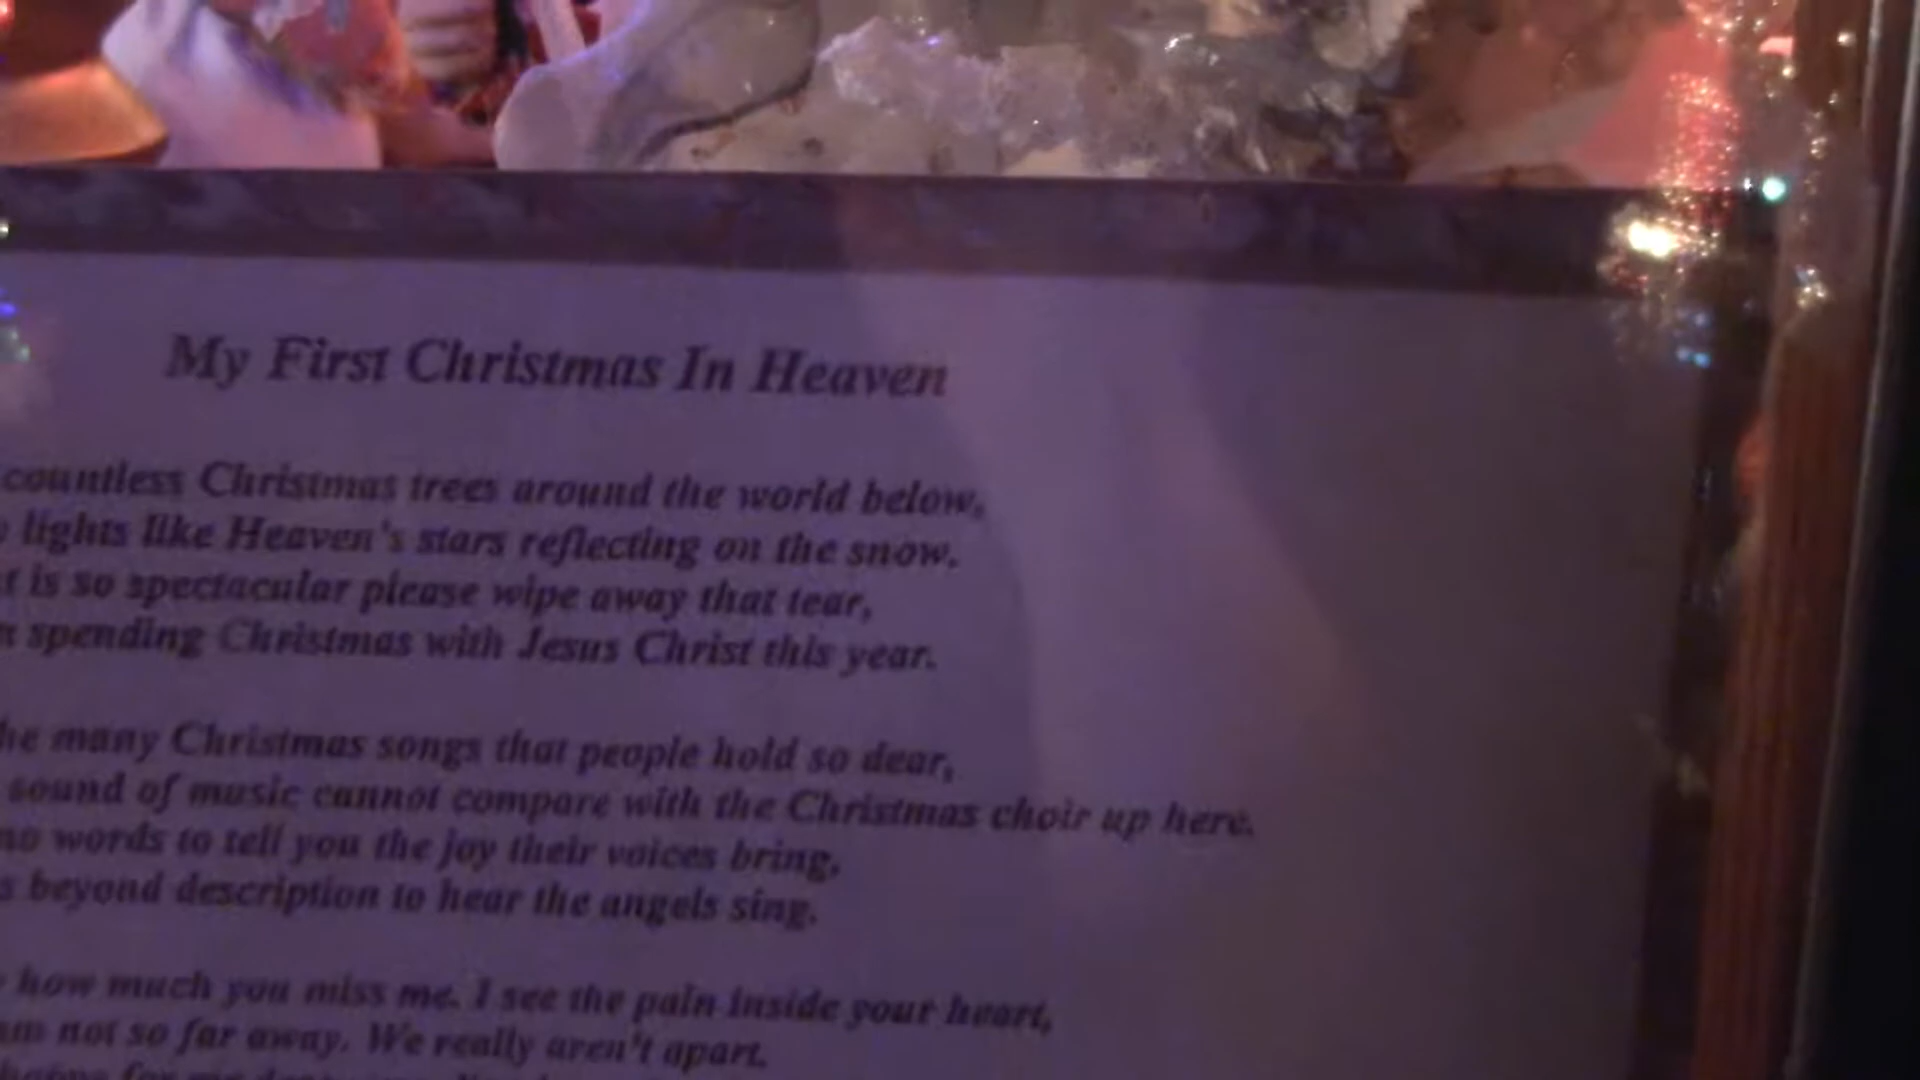 My First Christmas In Heaven
countless Christmas trees around the world below,
lights like Heaven's stars reflecting on the snow.
is so spectacular please wipe away that tear,
spending Christmas with Jesus Christ this year.
many Christmas songs that people hold so dear,
sound of music cannot compare with the Christmas choir up here.
no words to tell you the joy their voices bring,
beyond description to hear the angels sing.
how much you miss me. I see the pain inside your heart,
am not so far away. We really aren't apart.
for me